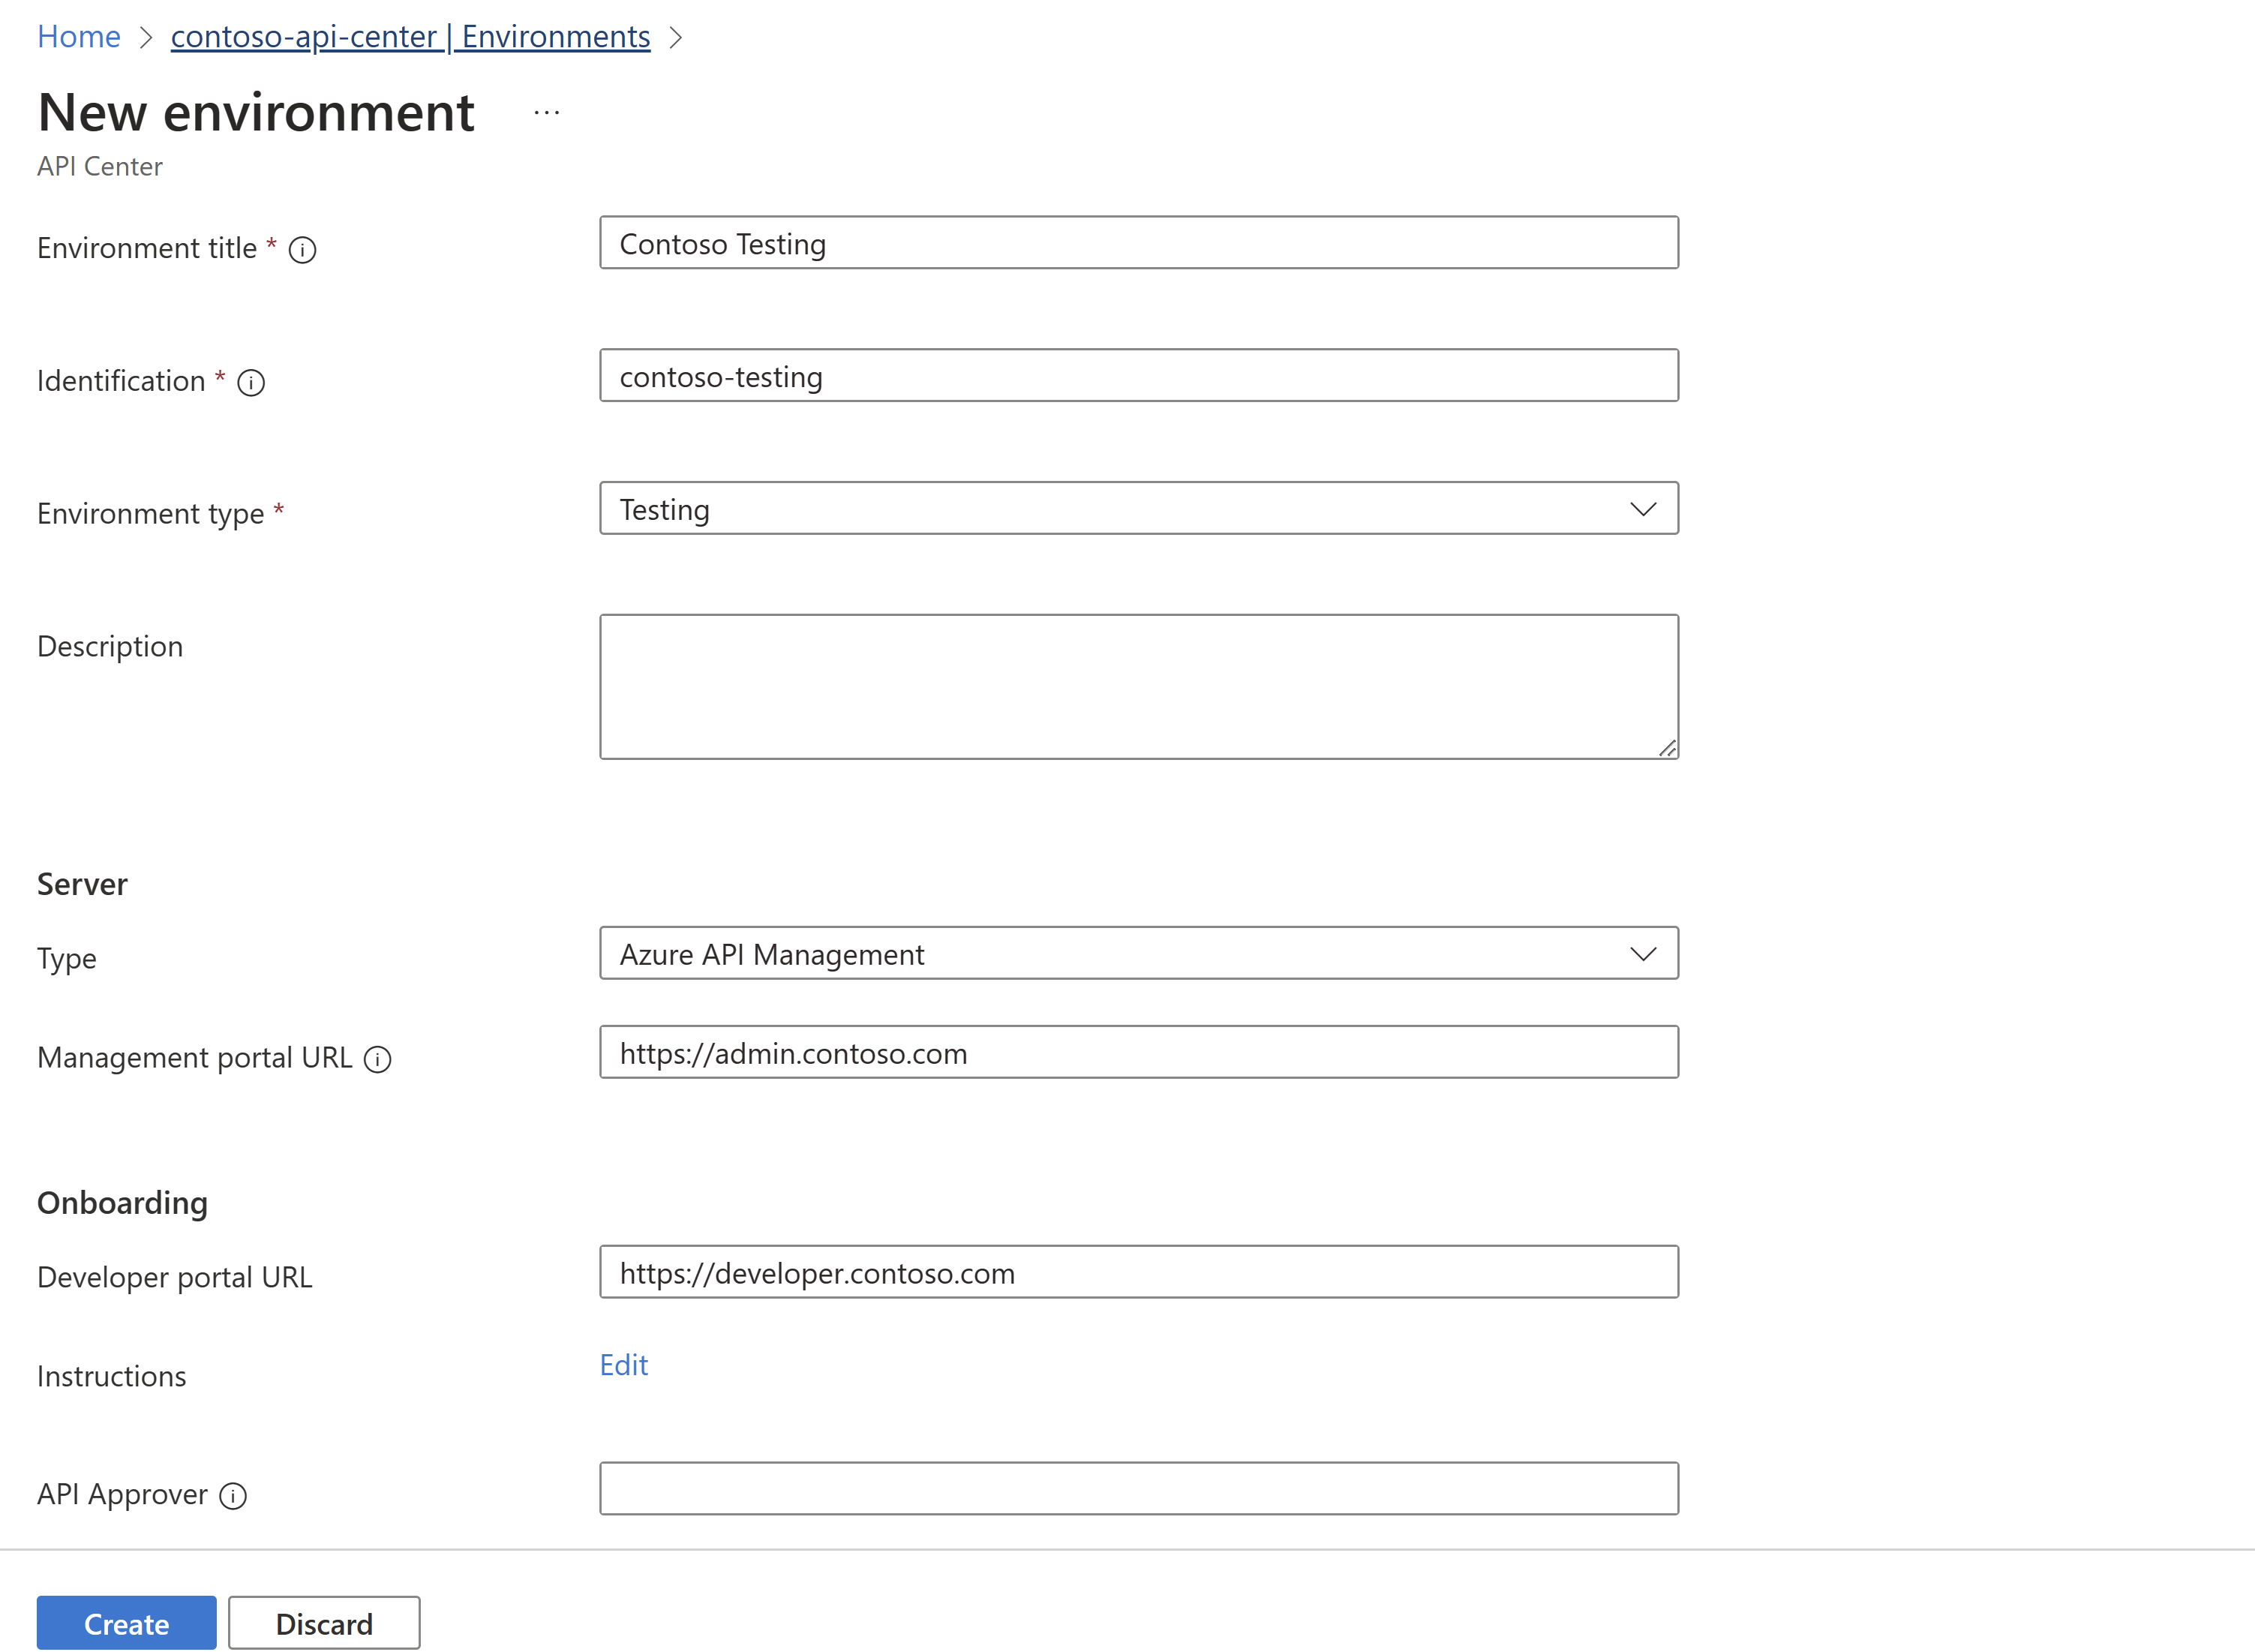 Home > contoso-api-center | Environments >
New environment ...
API Center
Environment title *
Contoso Testing
Identification *
contoso-testing
Environment type *
Testing
Description
Server
Type
Azure API Management
Management portal URL
https://admin.contoso.com
Onboarding
Developer portal URL
https://developer.contoso.com
Instructions
Edit
API Approver
Create
Discard